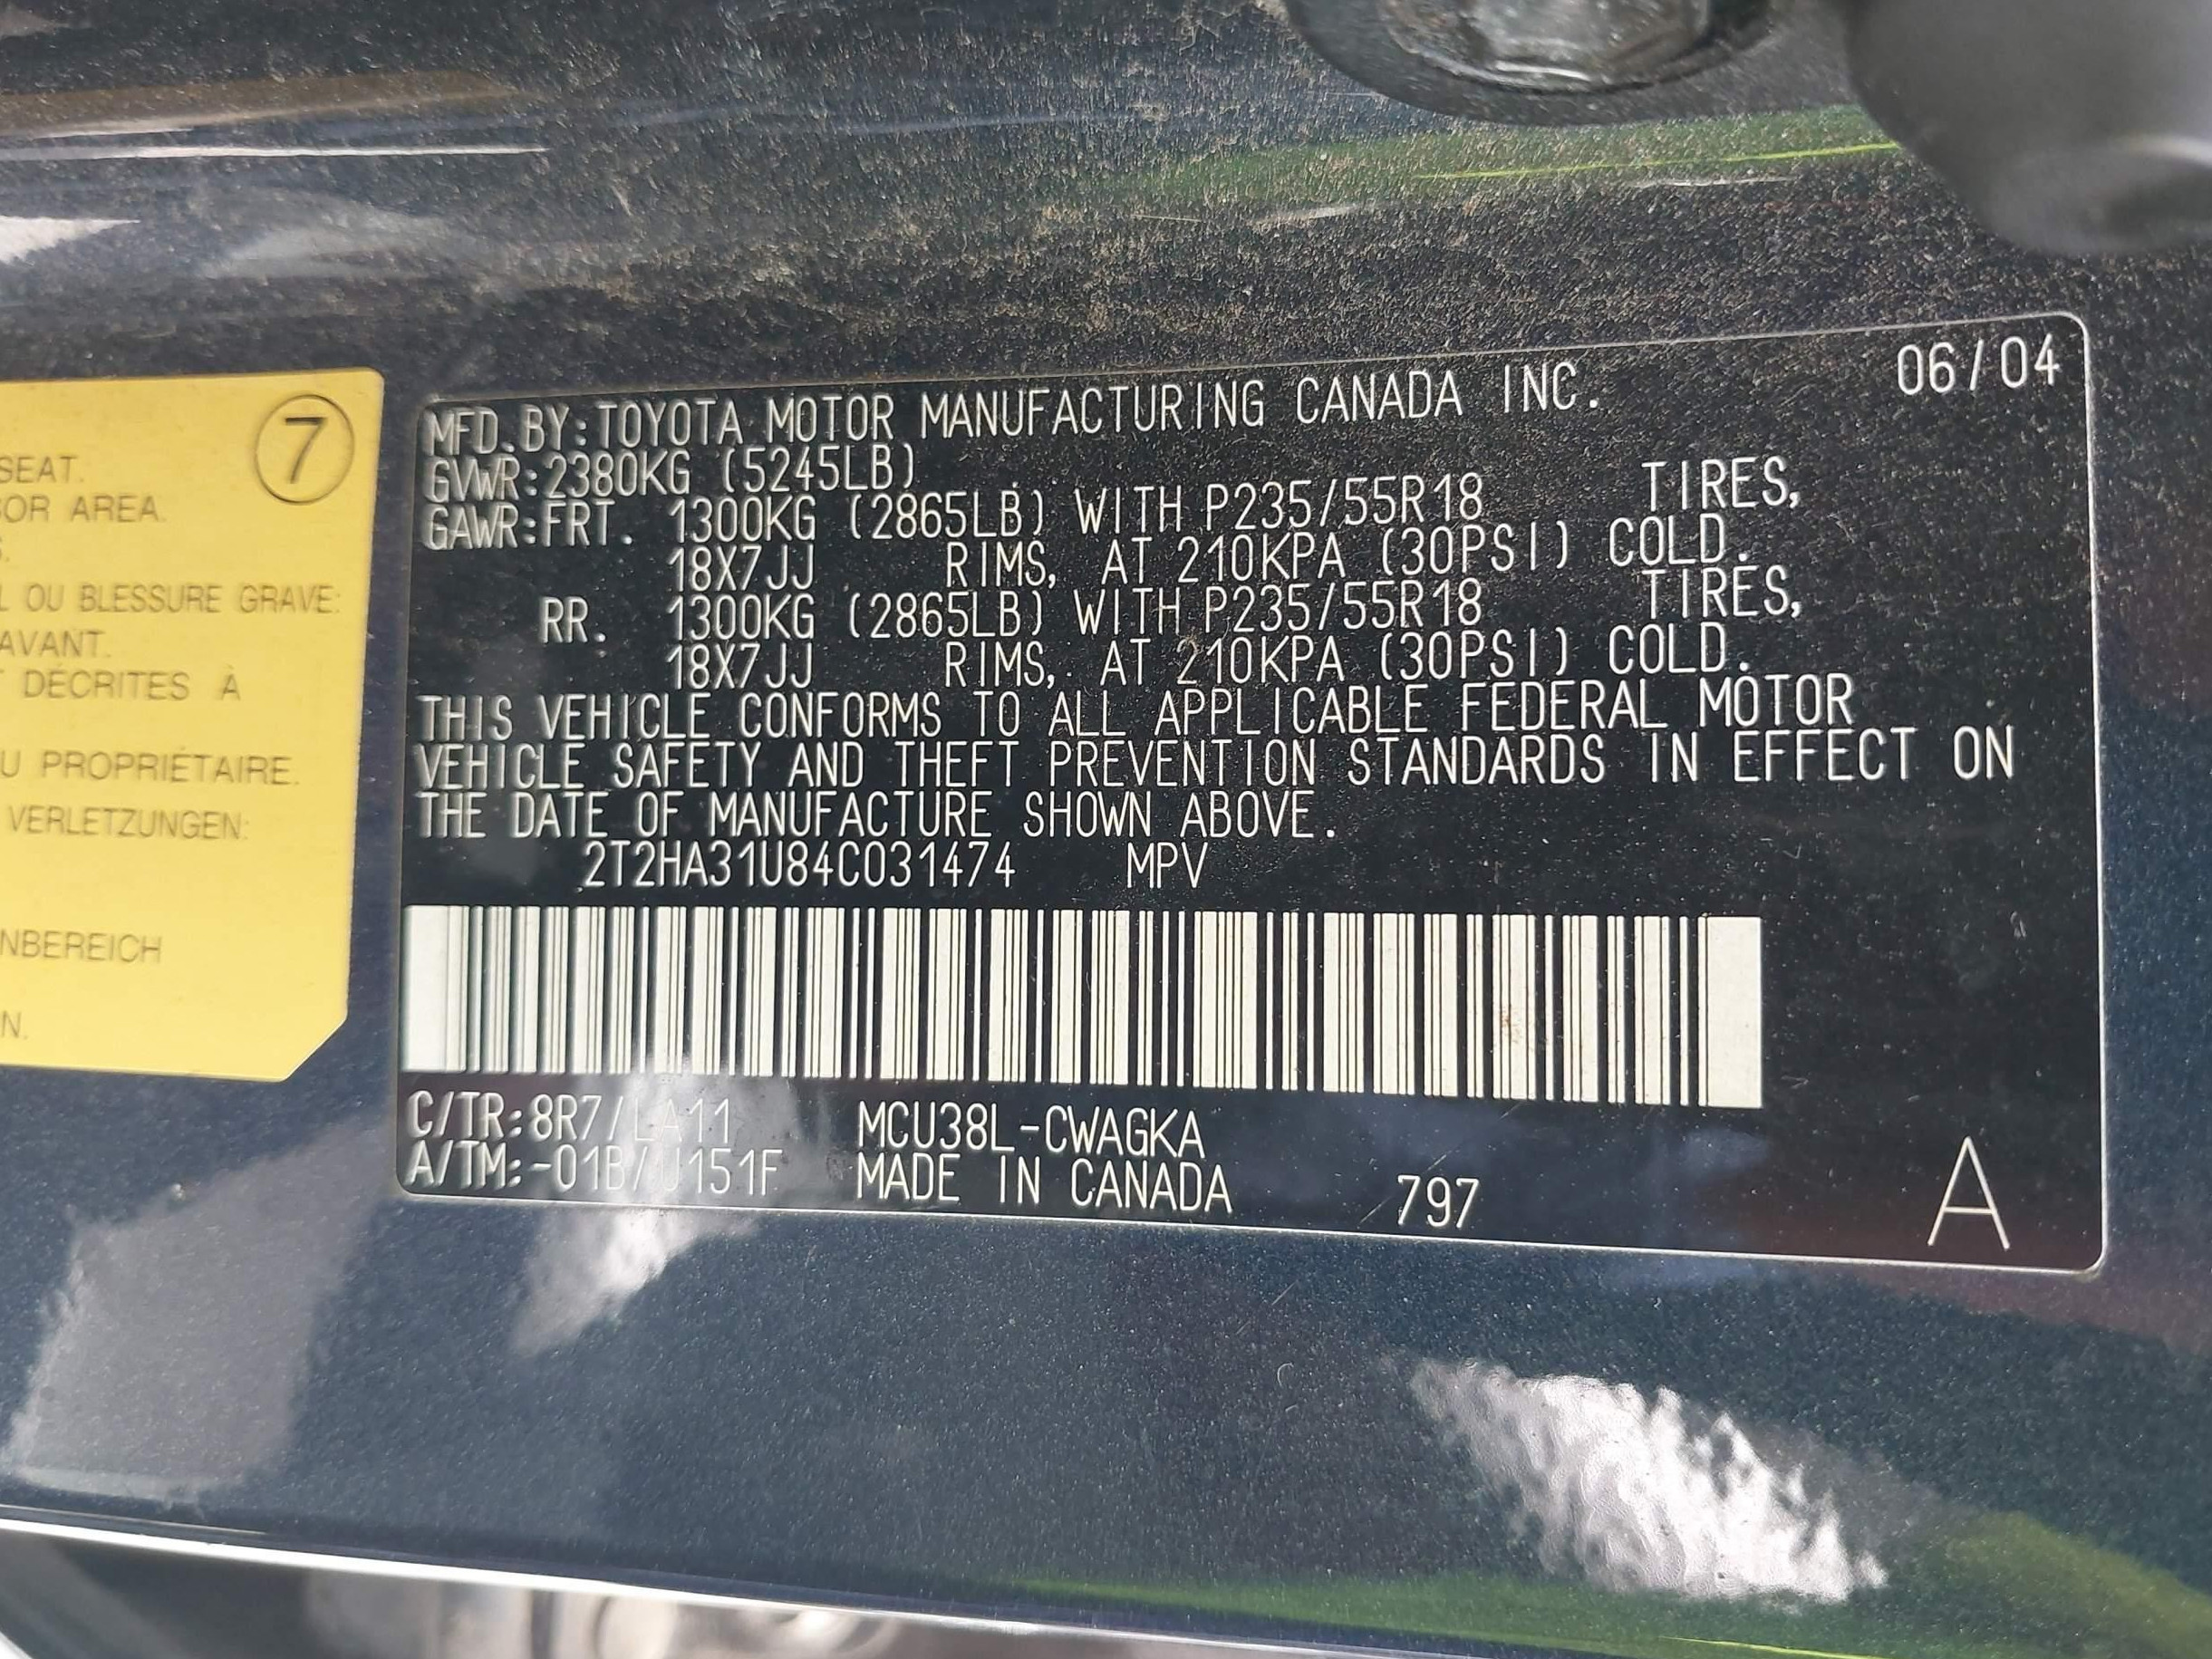 7
SEAT.
OR AREA.
OU BLESSURE GRAVE:
AVANT.
DÉCRITES À
U PROPRIÉTAIRE.
VERLETZUNGEN:
NBEREICH
N.
06/04
MFD.BY:TOYOTA MOTOR MANUFACTURING CANADA INC.
GVWR:2380KG (5245LB)
GAWR:FRT. 1300KG (2865LB) WITH P235/55R18 TIRES,
18X7JJ RIMS, AT 210KPA (30PSI) COLD.
RR. 1300KG (2865LB) WITH P235/55R18 TIRES,
18X7JJ RIMS, AT 210KPA (30PSI) COLD.
THIS VEHICLE CONFORMS TO ALL APPLICABLE FEDERAL MOTOR
VEHICLE SAFETY AND THEFT PREVENTION STANDARDS IN EFFECT ON
THE DATE OF MANUFACTURE SHOWN ABOVE.
2T2HA31U84C031474 MPV
C/TR:8R7/LA11 MCU38L-CWAGKA
A/TM:-01B/U151F MADE IN CANADA 797
A